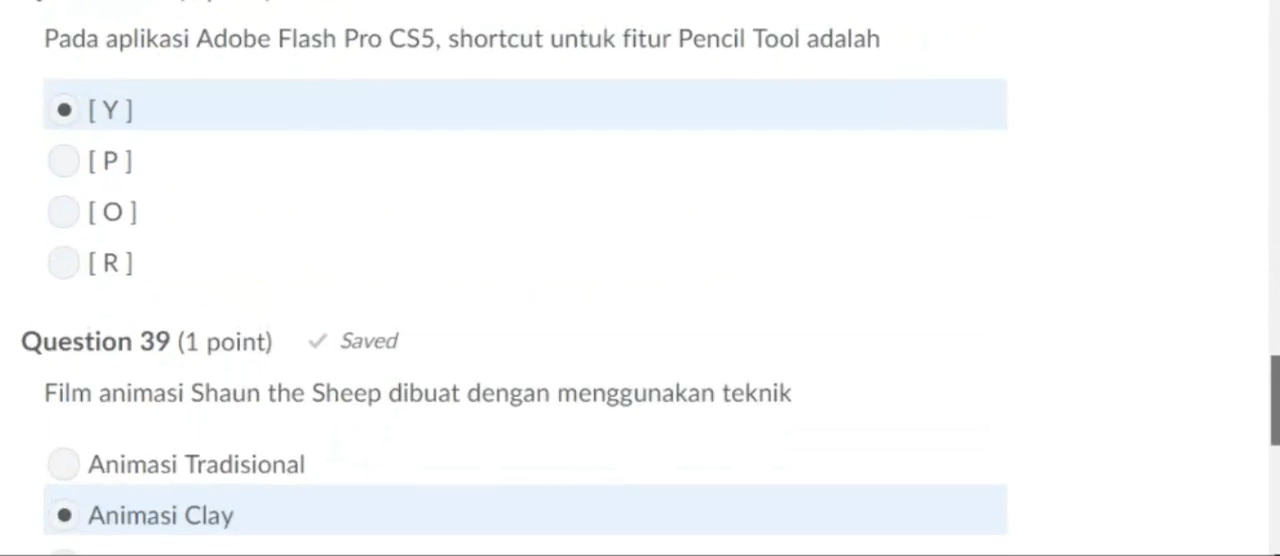 Pada aplikasi Adobe Flash Pro CS5, shortcut untuk fitur Pencil Tool adalah
[ Y ]
[ P ]
[ O ]
[ R ]
Question 39 (1 point) ✓ Saved
Film animasi Shaun the Sheep dibuat dengan menggunakan teknik
Animasi Tradisional
Animasi Clay